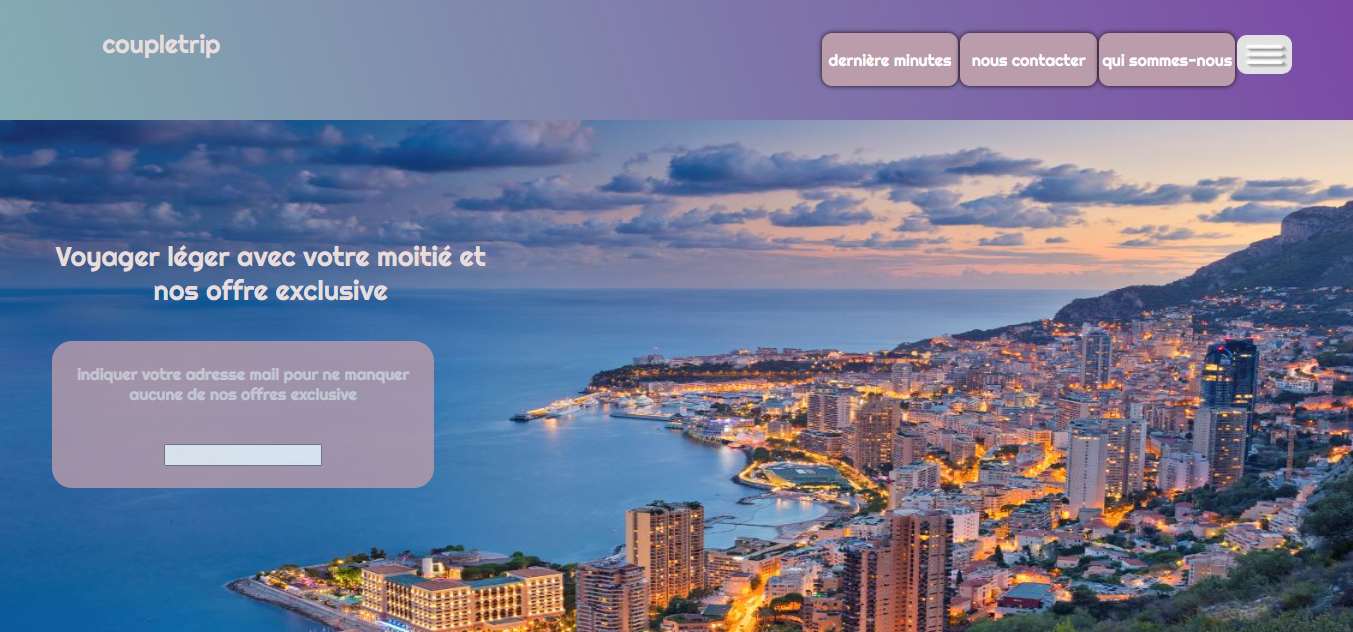 coupletrip
dernière minutes
nous contacter
qui sommes-nous
Voyager léger avec votre moitié et
nos offre exclusive
indiquer votre adresse mail pour ne manquer
aucune de nos offres exclusive